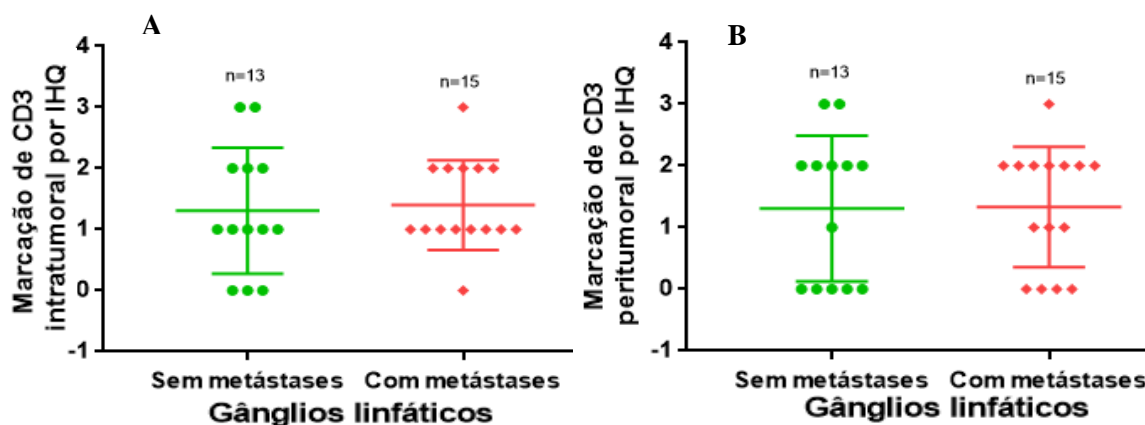 A
Marcação de CD3
intratumoral por IHQ
4
3
2
1
0
-1
n=13
n=15
Sem metástases
Com metástases
Gânglios linfáticos
B
Marcação de CD3
peritumoral por IHQ
4
3
2
1
0
-1
n=13
n=15
Sem metástases
Com metástases
Gânglios linfáticos